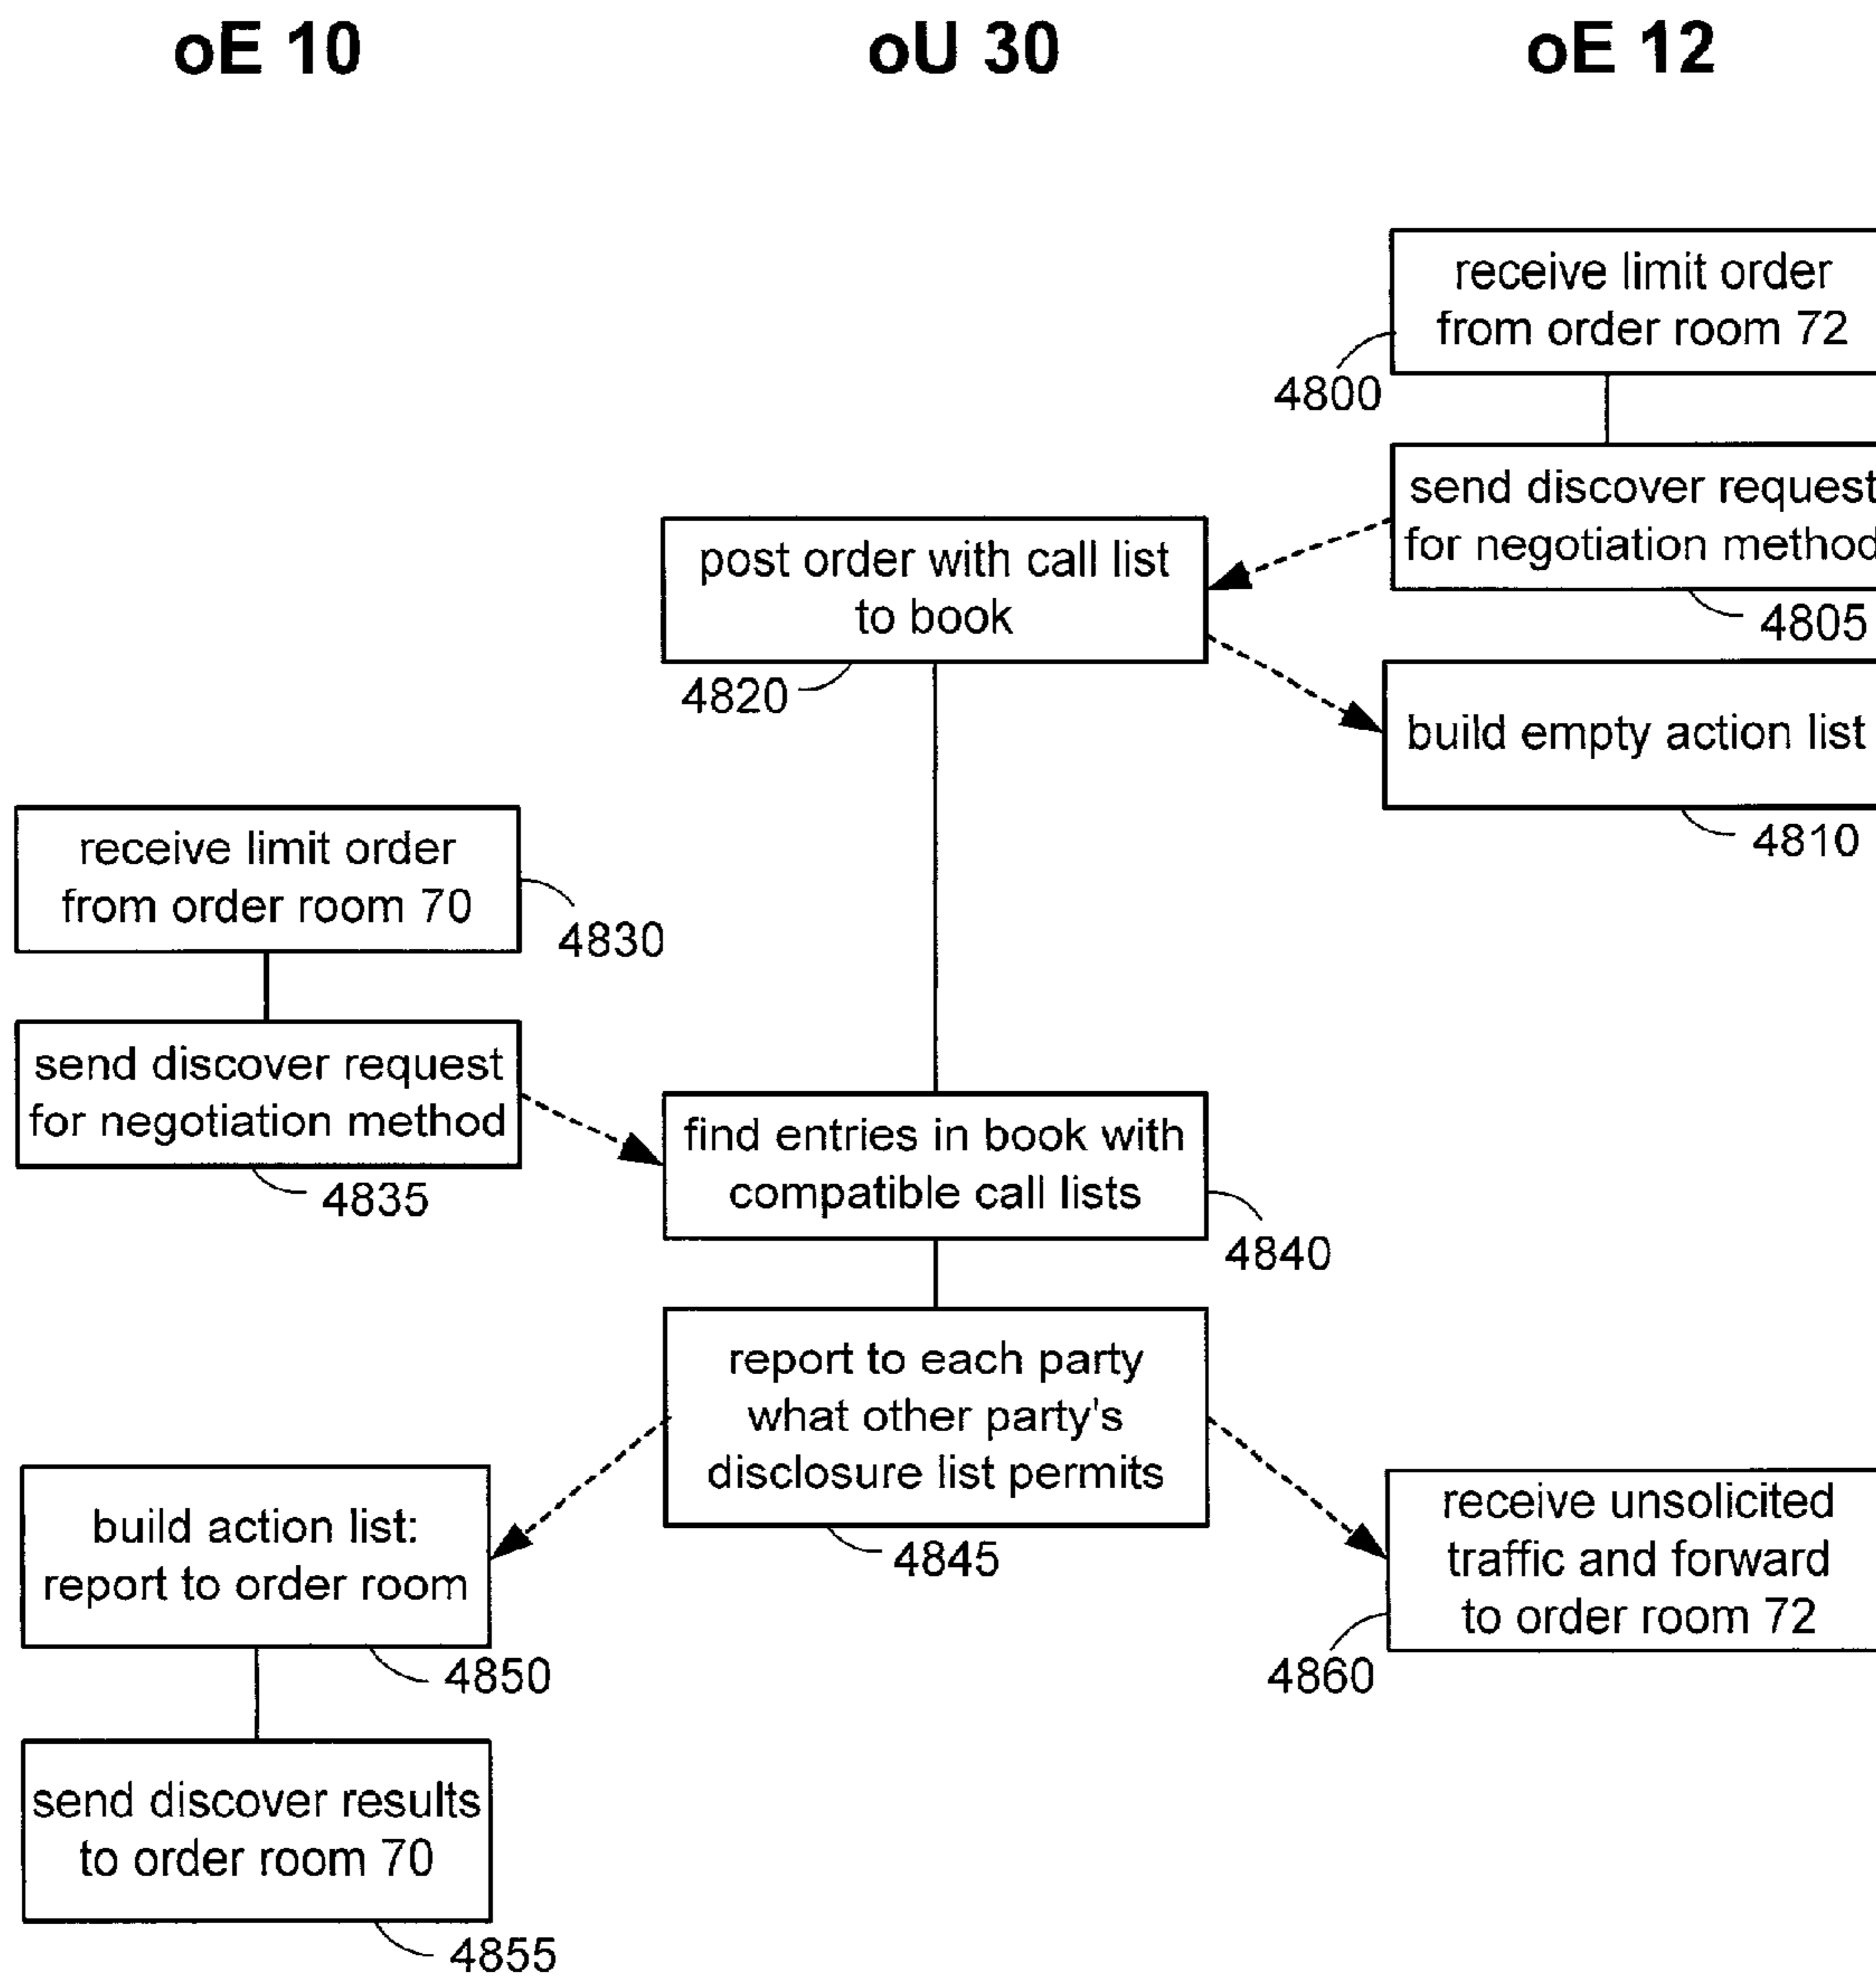 oE 10
oU 30
oE 12
receive limit order
from order room 72
4800
send discover request
for negotiation method
4805
post order with call list
to book
4820
build empty action list
4810
receive limit order
from order room 70
4830
send discover request
for negotiation method
4835
find entries in book with
compatible call lists
4840
report to each party
what other party's
disclosure list permits
4845
build action list:
report to order room
4850
receive unsolicited
traffic and forward
to order room 72
4860
send discover results
to order room 70
4855